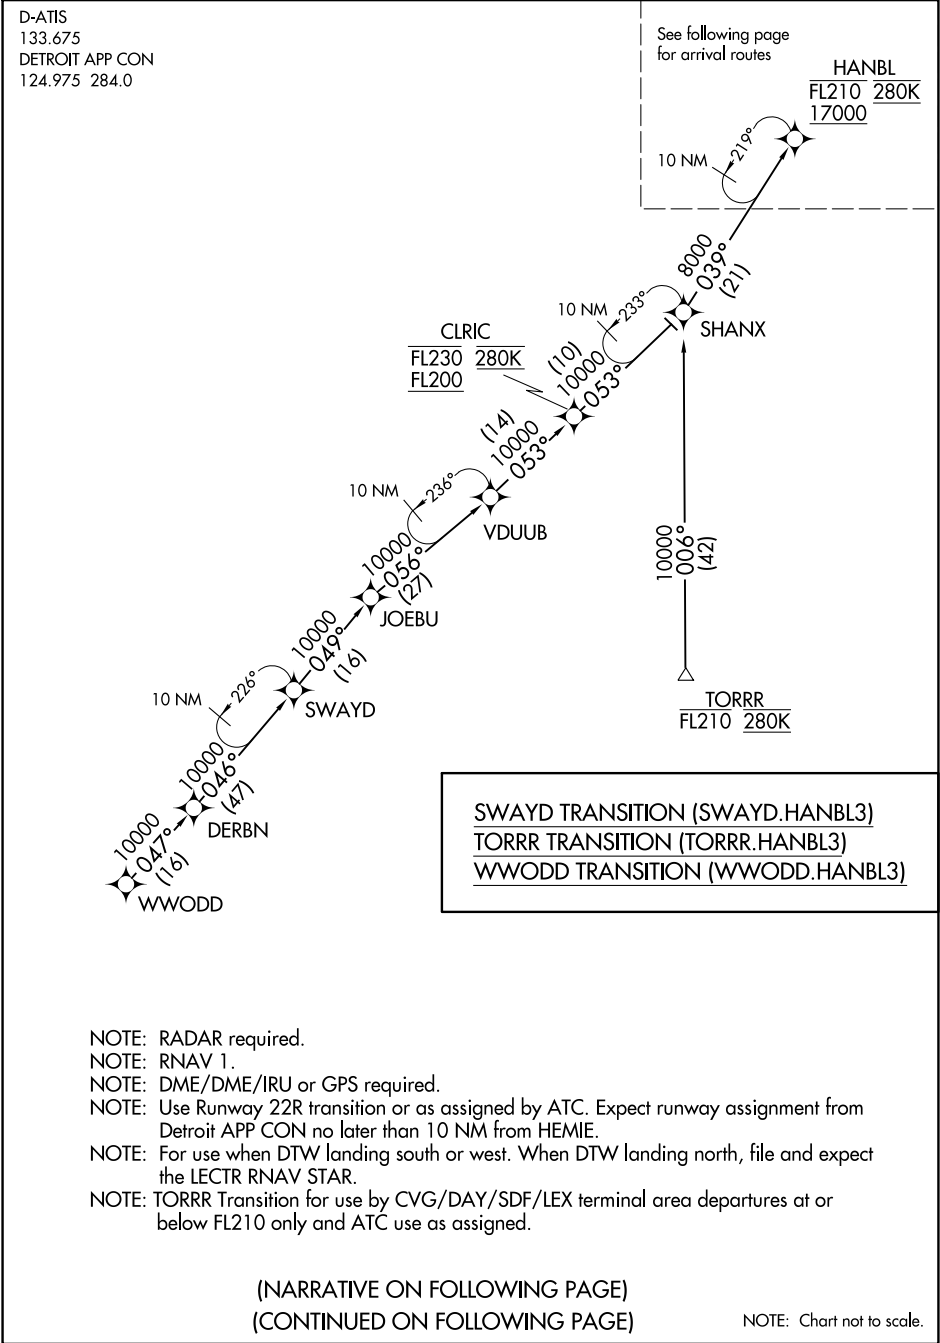 D-ATIS
133.675
DETROIT APP CON
124.975 284.0
See following page
for arrival routes
HANBL
FL210 280K
17000
219°
10 NM
8000
039°
(21)
233°
10 NM
SHANX
CLRIC
FL230 280K
FL200
(10)
10000
053°
(14)
10000
053°
236°
10 NM
VDUUB
10000
056°
(27)
JOEBU
10000
006°
(42)
10000
049°
(16)
226°
10 NM
SWAYD
TORRR
FL210 280K
10000
046°
(47)
DERBN
10000
047°
(16)
WWODD
SWAYD TRANSITION (SWAYD.HANBL3)
TORRR TRANSITION (TORRR.HANBL3)
WWODD TRANSITION (WWODD.HANBL3)
NOTE: RADAR required.
NOTE: RNAV 1.
NOTE: DME/DME/IRU or GPS required.
NOTE: Use Runway 22R transition or as assigned by ATC. Expect runway assignment from
Detroit APP CON no later than 10 NM from HEMIE.
NOTE: For use when DTW landing south or west. When DTW landing north, file and expect
the LECTR RNAV STAR.
NOTE: TORRR Transition for use by CVG/DAY/SDF/LEX terminal area departures at or
below FL210 only and ATC use as assigned.
(NARRATIVE ON FOLLOWING PAGE)
(CONTINUED ON FOLLOWING PAGE)
NOTE: Chart not to scale.